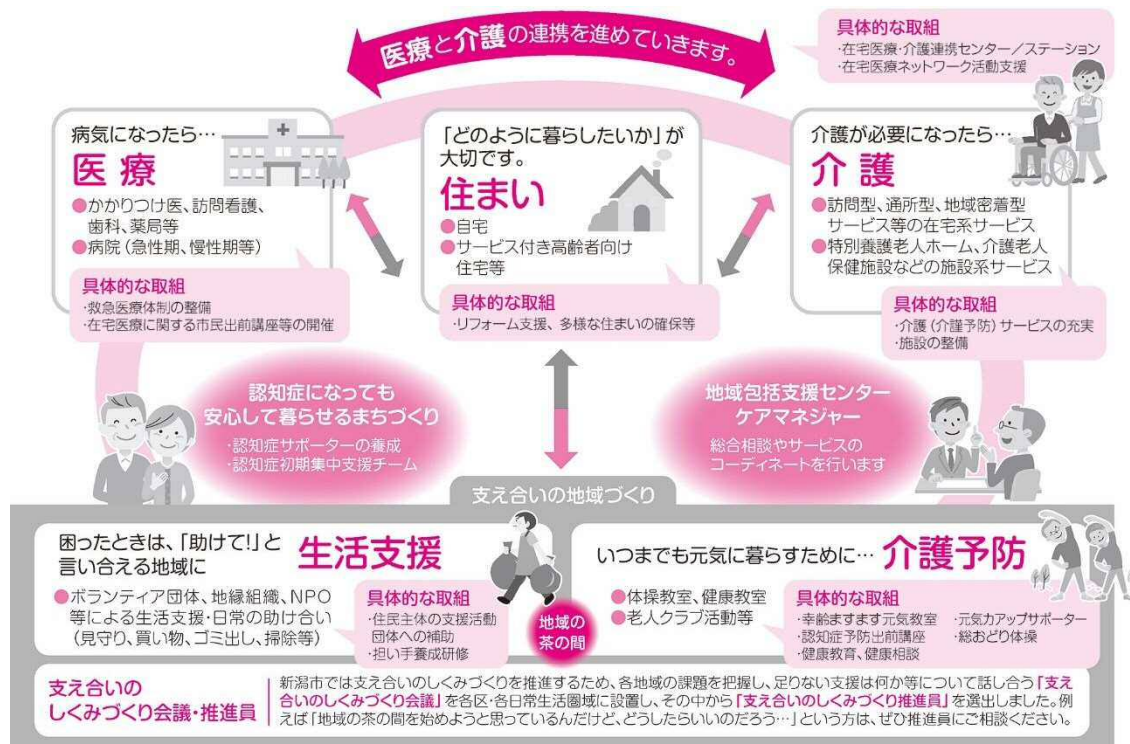 医療と介護の連携を進めていきます。
具体的な取組
・在宅医療・介護連携センター／ステーション
・在宅医療ネットワーク活動支援
病気になったら…
医療
●かかりつけ医、訪問看護、
歯科、薬局等
●病院（急性期、慢性期等）
具体的な取組
・救急医療体制の整備
・在宅医療に関する市民出前講座等の開催
「どのように暮らしたいか」が
大切です。
住まい
●自宅
●サービス付き高齢者向け
住宅等
具体的な取組
・リフォーム支援、多様な住まいの確保等
介護が必要になったら…
介護
●訪問型、通所型、地域密着型
サービス等の在宅系サービス
●特別養護老人ホーム、介護老人
保健施設などの施設系サービス
具体的な取組
・介護（介護予防）サービスの充実
・施設の整備
認知症になっても
安心して暮らせるまちづくり
・認知症サポーターの養成
・認知症初期集中支援チーム
地域包括支援センター
ケアマネジャー
総合相談やサービスの
コーディネートを行います
支え合いの地域づくり
困ったときは、「助けて!」と
言い合える地域に
生活支援
●ボランティア団体、地縁組織、NPO
等による生活支援・日常の助け合い
（見守り、買い物、ゴミ出し、掃除等）
具体的な取組
・住民主体の支援活動
団体への補助
・担い手養成研修
地域の
茶の間
いつまでも元気に暮らすために… 介護予防
●体操教室、健康教室
●老人クラブ活動等
具体的な取組
・幸齢ますます元気教室 ・元気力アップサポーター
・認知症予防出前講座 ・総おどり体操
・健康教育、健康相談
支え合いの
しくみづくり会議・推進員
新潟市では支え合いのしくみづくりを推進するため、各地域の課題を把握し、足りない支援は何か等について話し合う「支え
合いのしくみづくり会議」を各区・各日常生活圏域に設置し、その中から「支え合いのしくみづくり推進員」を選出しました。例
えば「地域の茶の間を始めようと思っているんだけど、どうしたらいいのだろう…」という方は、ぜひ推進員にご相談ください。